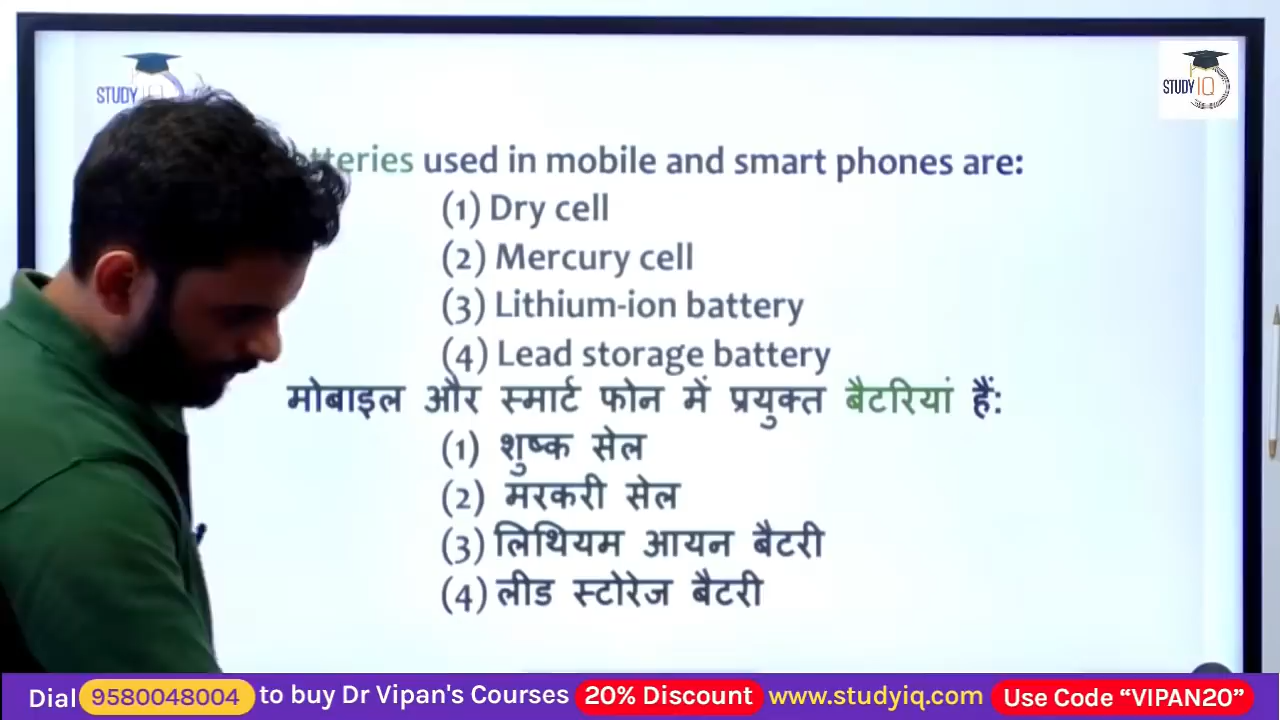 STUDY IQ
STUDY IQ
used in mobile and smart phones are:
(1) Dry cell
(2) Mercury cell
(3) Lithium-ion battery
(4) Lead storage battery
मोबाइल और स्मार्ट फोन में प्रयुक्त बैटरियां हैं:
(1) शुष्क सेल
(2) मरकरी सेल
(3) लिथियम आयन बैटरी
(4) लीड स्टोरेज बैटरी
Dial 9580048004 to buy Dr Vipan's Courses 20% Discount www.studyiq.com Use Code “VIPAN20”